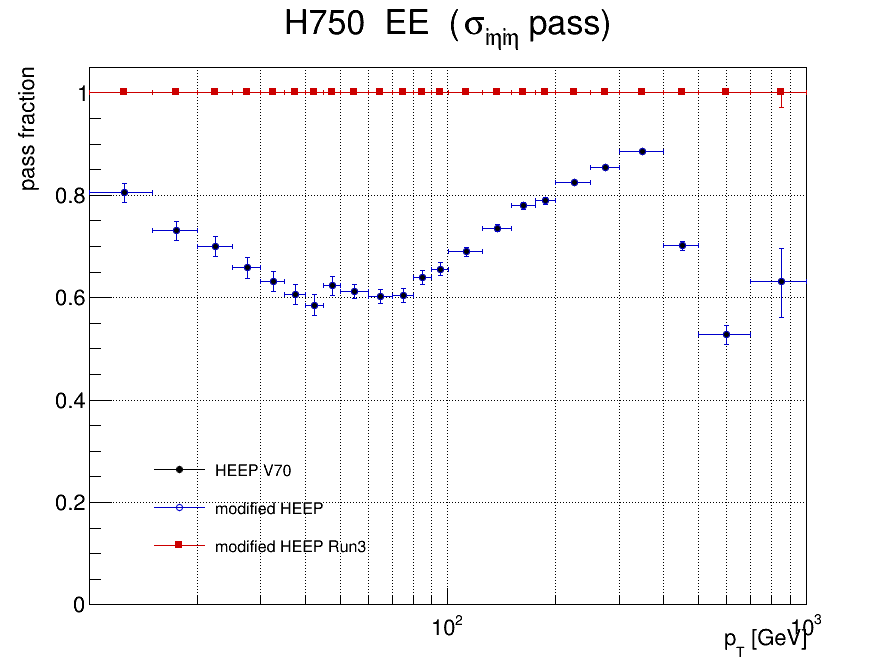 H750 EE (σiηiη pass)
pass fraction
1
0.8
0.6
0.4
0.2
0
HEEP V70
modified HEEP
modified HEEP Run3
10²
10³
pT [GeV]